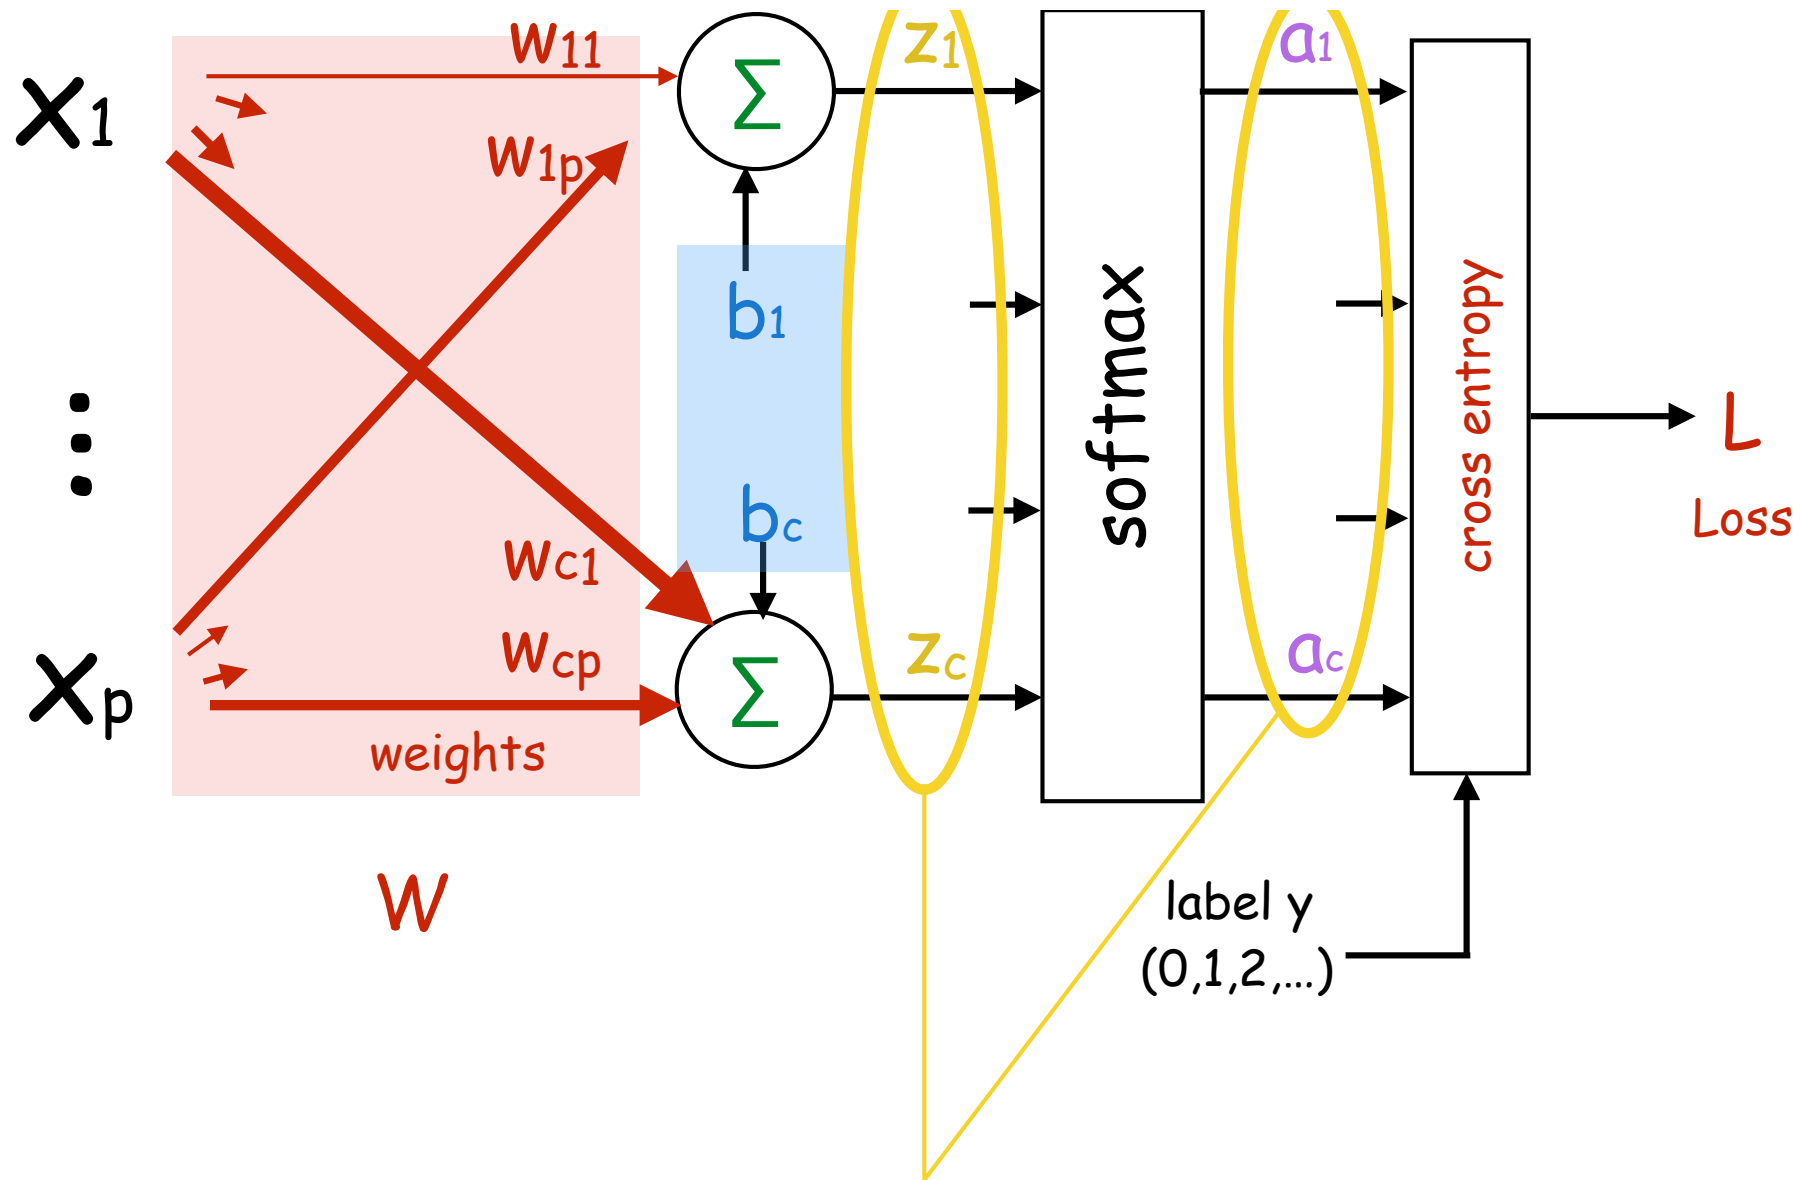 x1
⋮
xp
w11
w1p
wc1
wcp
weights
W
Σ
b1
bc
Σ
z1
zc
softmax
a1
ac
cross entropy
L
Loss
label y
(0,1,2,...)